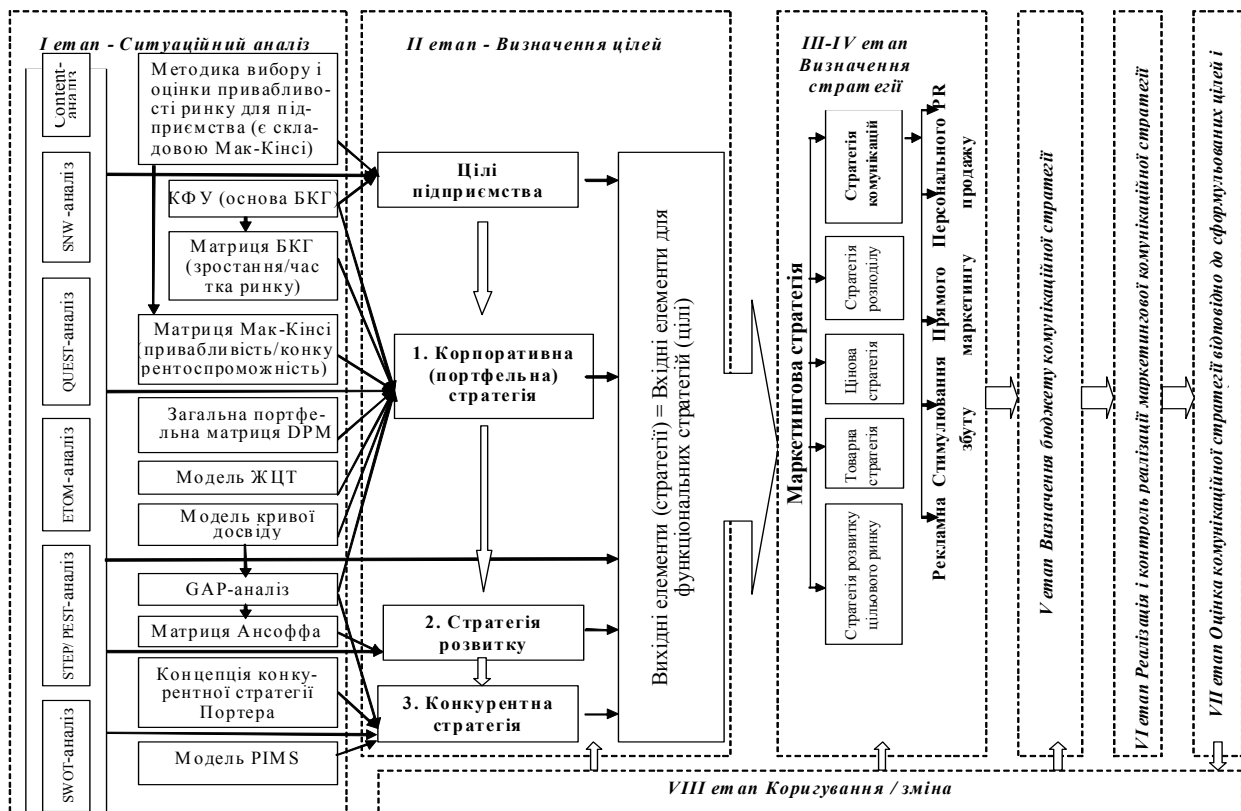 I етап - Ситуаційний аналіз
Content-
аналіз
SNW-аналіз
QUEST-аналіз
ETOM-аналіз
STEP/ PEST-аналіз
SWOT-аналіз
Методика вибору і
оцінки привабливо-
сті ринку для під-
приємства (є скла-
довою Мак-Кінсі)
КФУ (основа БКГ)
Матриця БКГ
(зростання/час
тка ринку)
Матриця Мак-Кінсі
(привабливість/конку
рентоспроможність)
Загальна портфе-
льна матриця DPM
Модель ЖЦТ
Модель кривої
досвіду
GAP-аналіз
Матриця Ансоффа
Концепція конку-
рентної стратегії
Портера
Модель PIMS
II етап - Визначення цілей
Цілі
підприємства
1. Корпоративна
(портфельна)
стратегія
2. Стратегія
розвитку
3. Конкурентна
стратегія
Вихідні елементи (стратегії) = Вхідні елементи для
функціональних стратегій (цілі)
III-IV етап
Визначення
стратегії
Маркетингова стратегія
Стратегія
комунікацій
Стратегія
розподілу
Цінова
стратегія
Товарна
стратегія
Стратегія розвитку
цільового ринку
PR
Персонального
продажу
Прямого
маркетингу
Стимулювання
збуту
Рекламна
V етап Визначення бюджету комунікаційної стратегії
VI етап Реалізація і контроль реалізації маркетингової комунікаційної стратегії
VII етап Оцінка комунікаційної стратегії відповідно до сформульованих цілей і
VIII етап Коригування / зміна